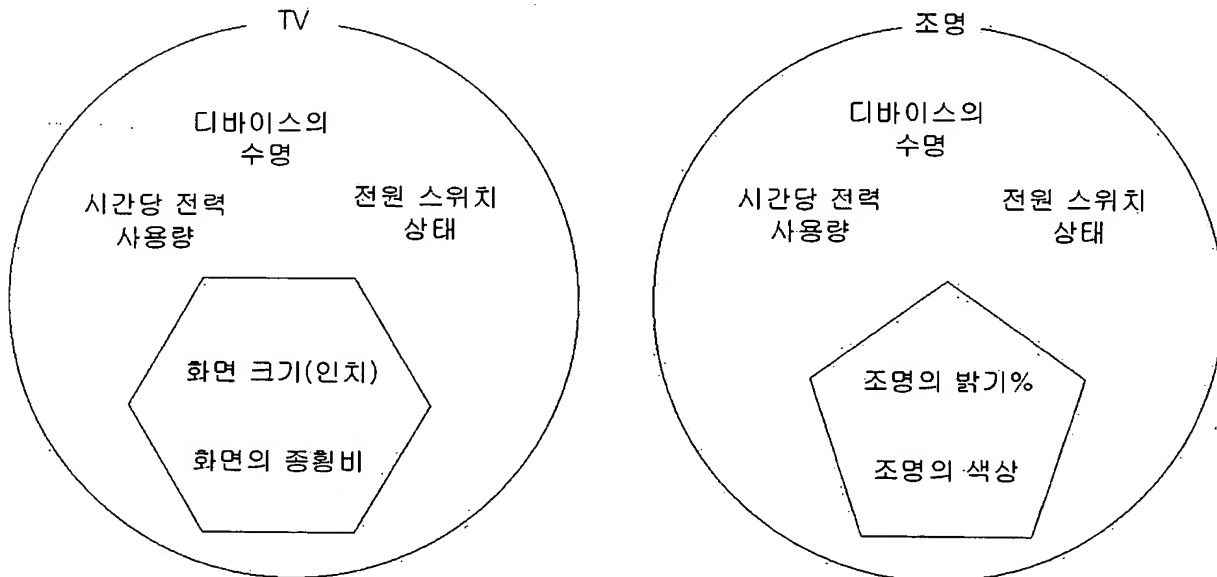 TV
디바이스의
수명
시간당 전력
사용량
전원 스위치
상태
화면 크기(인치)
화면의 종횡비
조명
디바이스의
수명
시간당 전력
사용량
전원 스위치
상태
조명의 밝기%
조명의 색상